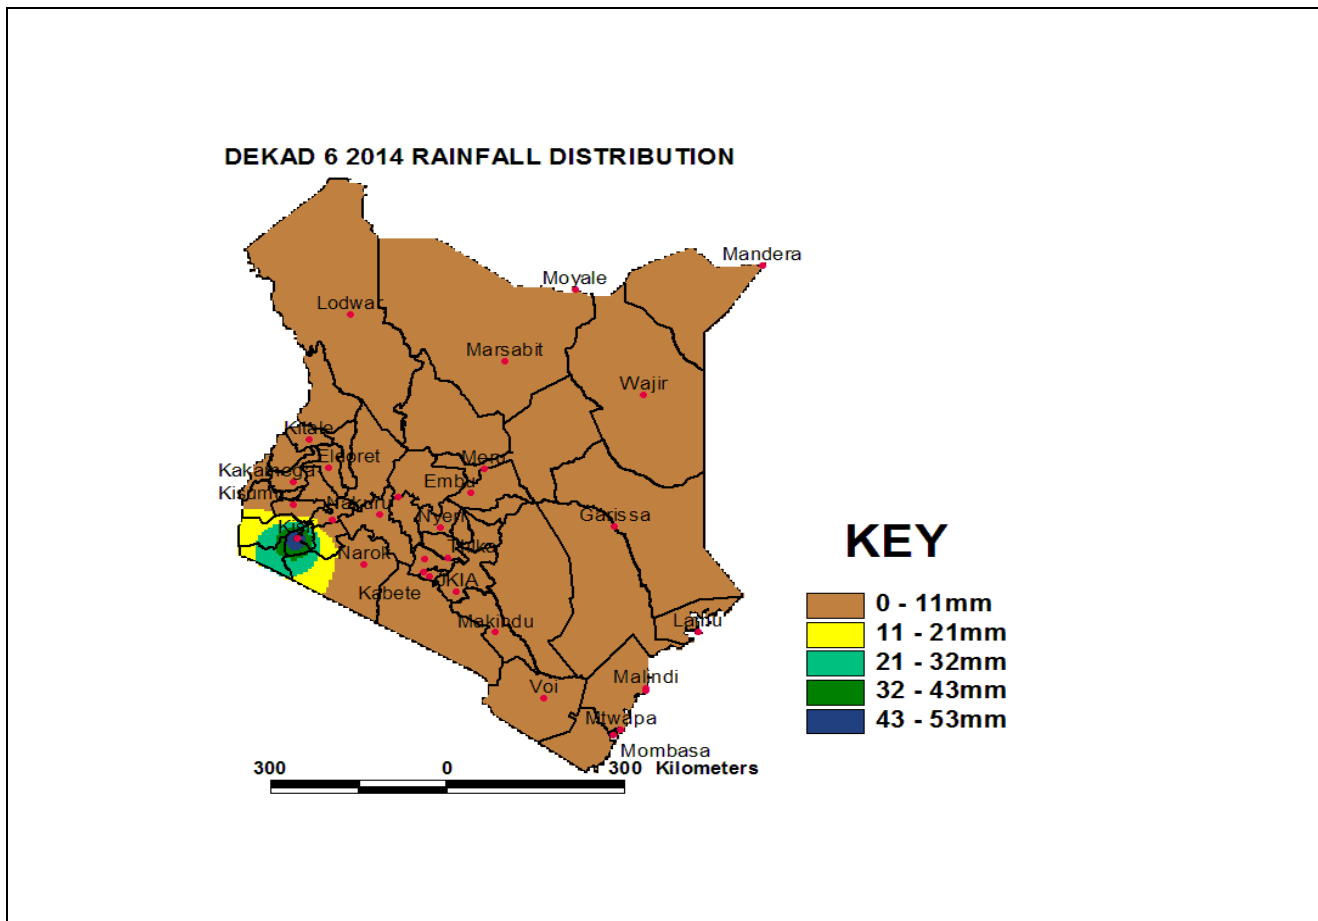 DEKAD 6 2014 RAINFALL DISTRIBUTION
Mandera
Moyale
Lodwar
Marsabit
Wajir
Kitale
Eldoret
Meru
Kakamega
Embu
Kisumu
Nakuru
Nyeri
Garissa
Kisii
Thika
Narok
JKIA
Kabete
Makindu
Lamu
Voi
Malindi
Mtwapa
Mombasa
KEY
0 - 11mm
11 - 21mm
21 - 32mm
32 - 43mm
43 - 53mm
300 0 300 Kilometers